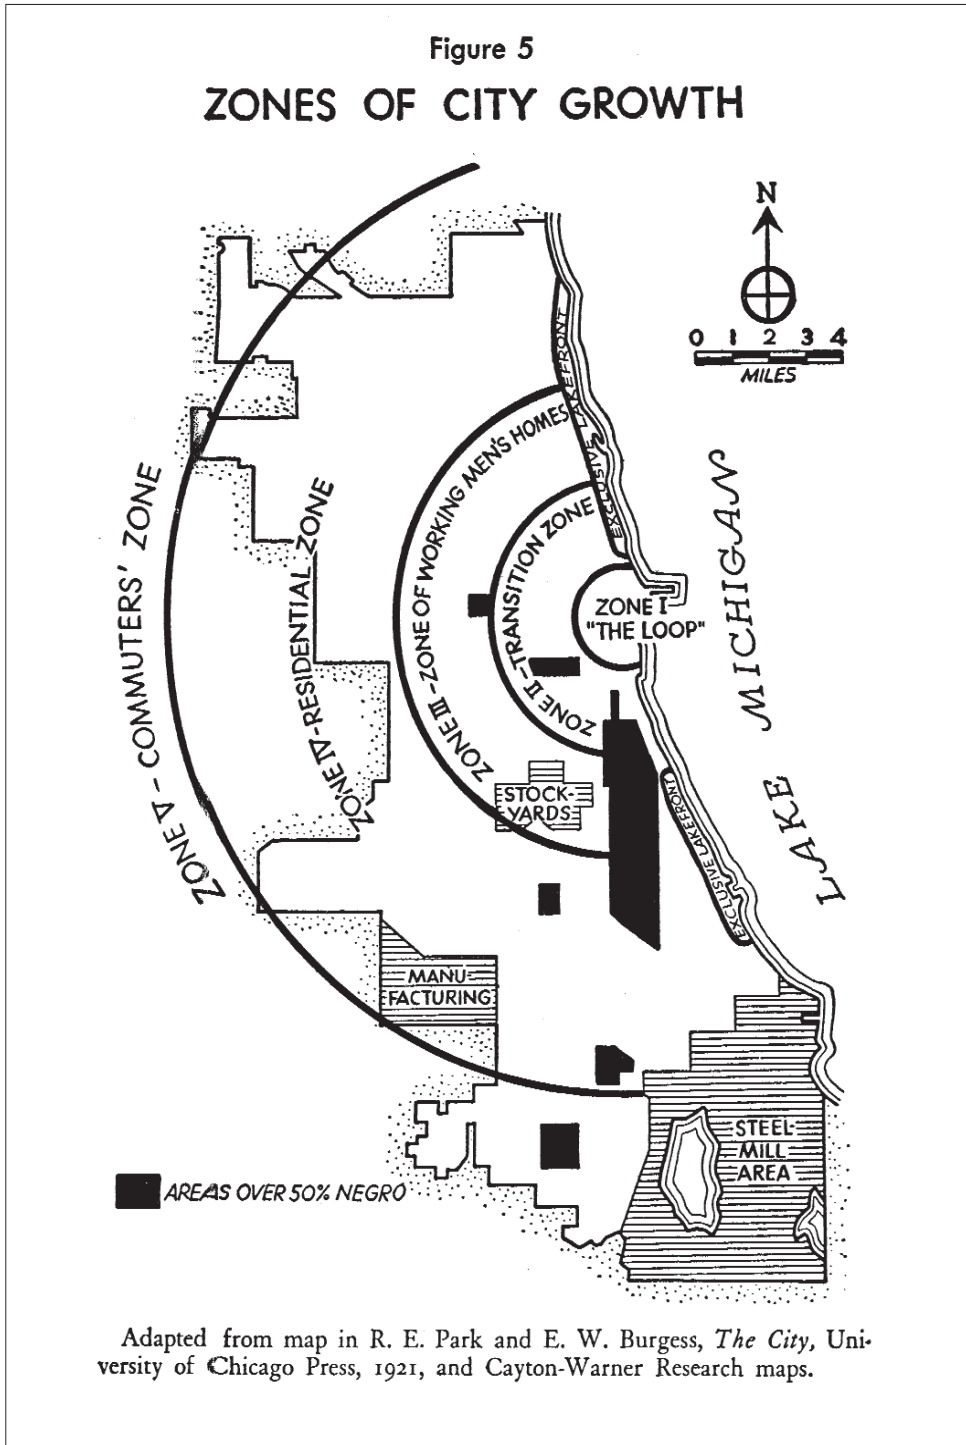 Figure 5
ZONES OF CITY GROWTH
N
0 1 2 3 4
MILES
EXCLUSIVE LAKEFRONT
ZONE III - ZONE OF WORKING MEN'S HOMES
ZONE II - TRANSITION ZONE
ZONE I
"THE LOOP"
ZONE V - COMMUTERS' ZONE
ZONE IV - RESIDENTIAL ZONE
LAKE MICHIGAN
STOCK-
YARDS
EXCLUSIVE LAKEFRONT
MANU-
FACTURING
STEEL-
MILL
AREA
AREAS OVER 50% NEGRO
Adapted from map in R. E. Park and E. W. Burgess, The City, Uni-
versity of Chicago Press, 1921, and Cayton-Warner Research maps.